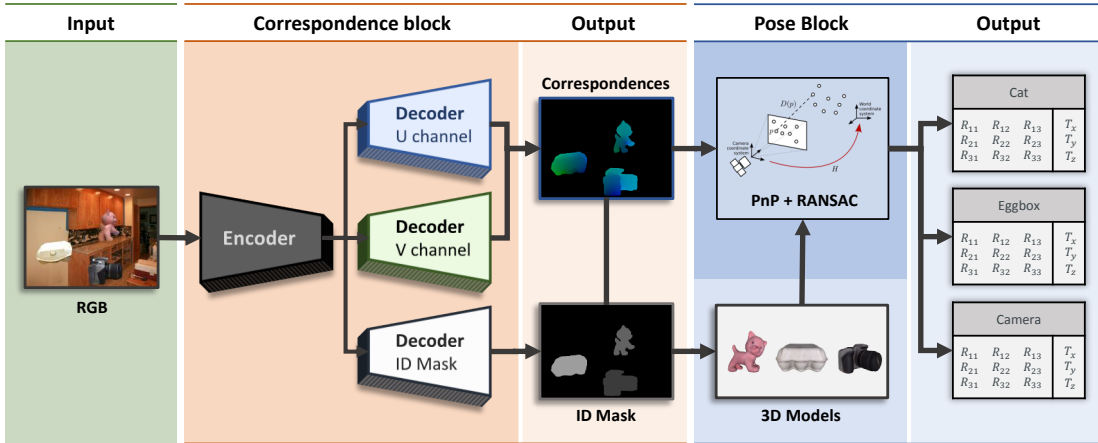 Input
Correspondence block
Output
Pose Block
Output
RGB
Encoder
Decoder
U channel
Decoder
V channel
Decoder
ID Mask
Correspondences
ID Mask
D(p)
p
World
coordinate
system
Camera
coordinate
system
H
PnP + RANSAC
3D Models
Cat
R11 R12 R13 Tx
R21 R22 R23 Ty
R31 R32 R33 Tz
Eggbox
R11 R12 R13 Tx
R21 R22 R23 Ty
R31 R32 R33 Tz
Camera
R11 R12 R13 Tx
R21 R22 R23 Ty
R31 R32 R33 Tz